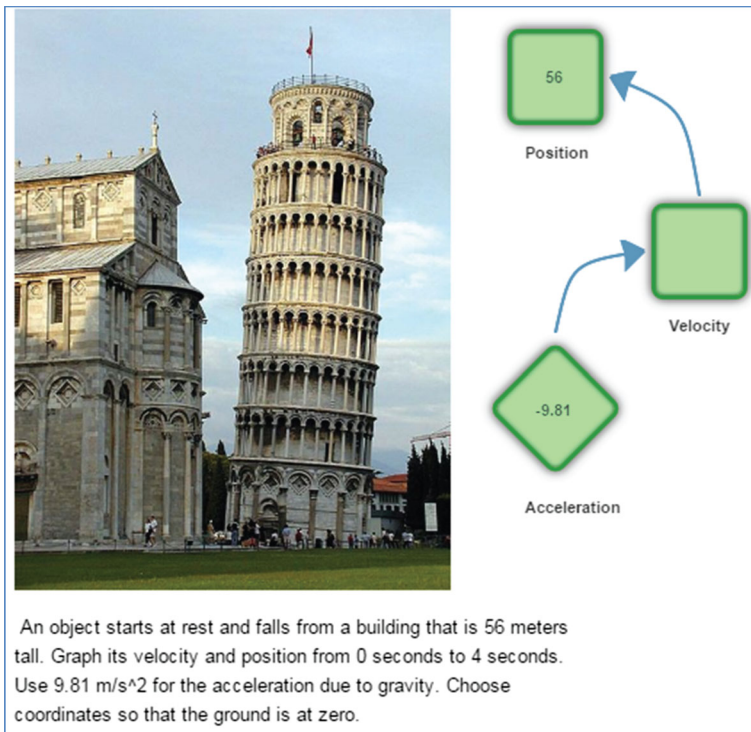 56
Position
Velocity
-9.81
Acceleration
An object starts at rest and falls from a building that is 56 meters
tall. Graph its velocity and position from 0 seconds to 4 seconds.
Use 9.81 m/s^2 for the acceleration due to gravity. Choose
coordinates so that the ground is at zero.